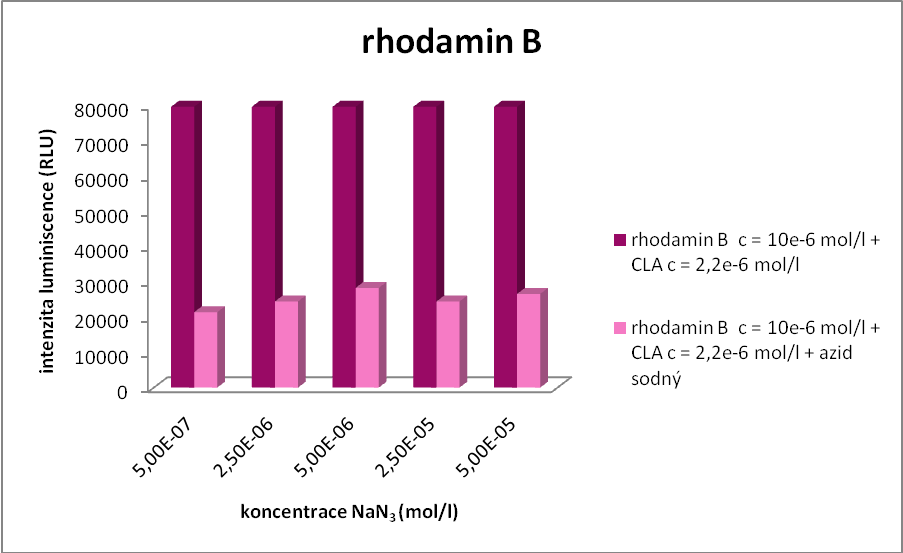 rhodamin B
intenzita luminiscence (RLU)
80000
70000
60000
50000
40000
30000
20000
10000
0
5,00E-07
2,50E-06
5,00E-06
2,50E-05
5,00E-05
koncentrace NaN₃ (mol/l)
rhodamin B  c = 10e-6 mol/l +
CLA c = 2,2e-6 mol/l
rhodamin B  c = 10e-6 mol/l +
CLA c = 2,2e-6 mol/l + azid
sodný